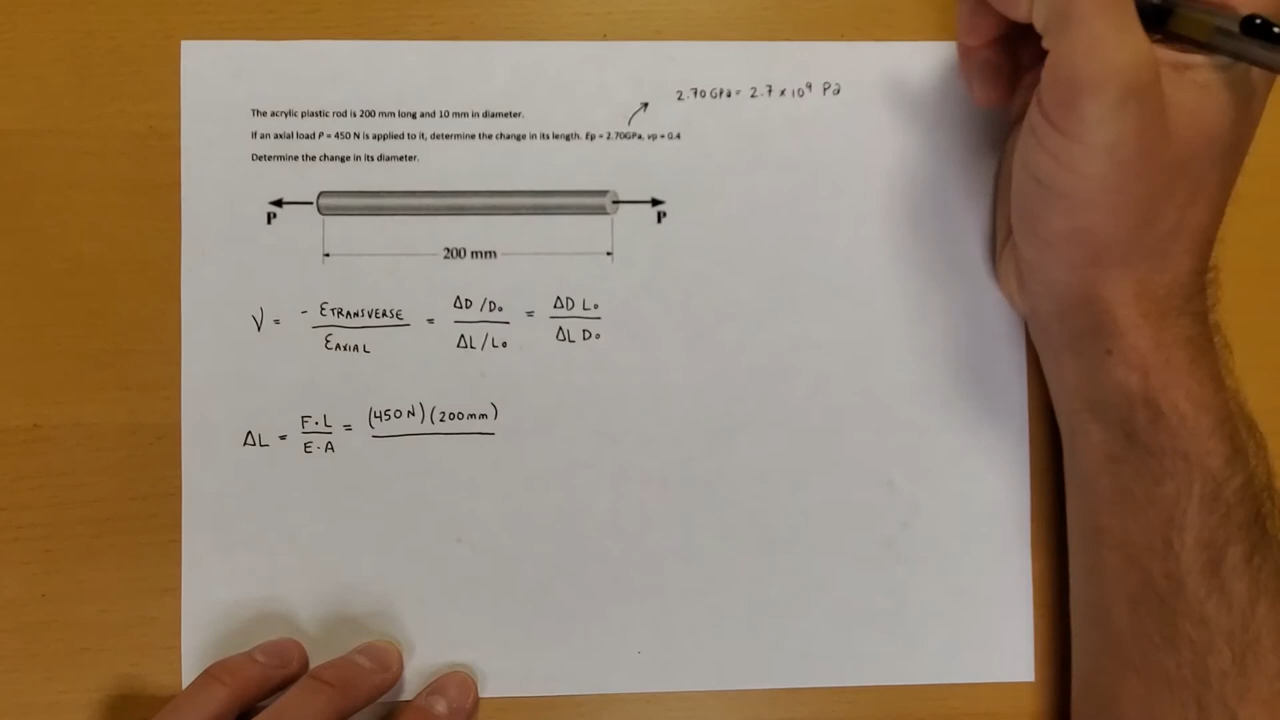 2.70 GPa = 2.7 x 10⁹ Pa
The acrylic plastic rod is 200 mm long and 10 mm in diameter.
If an axial load P = 450 N is applied to it, determine the change in its length. Ep = 2.70GPa, vp = 0.4
Determine the change in its diameter.
P P
200 mm
ν = - ε TRANSVERSE / ε AXIAL = ΔD/D₀ / ΔL/L₀ = ΔD L₀ / ΔL D₀
ΔL = F·L / E·A = (450 N)(200mm)